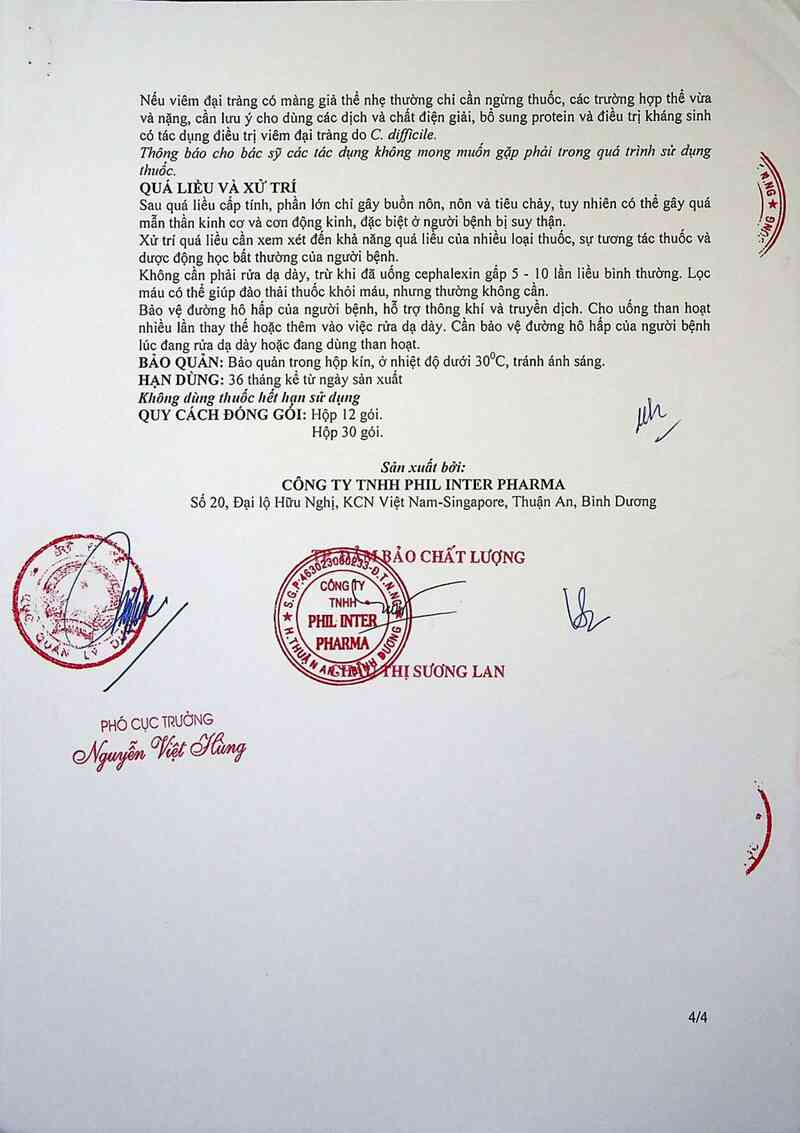 Nếu viêm đại tràng có màng giả thể nhẹ thường chỉ cần ngừng thuốc, các trường hợp thể vừa
và nặng, cần lưu ý cho dùng các dịch và chất điện giải, bổ sung protein và điều trị kháng sinh
có tác dụng điều trị viêm đại tràng do C. difficile.
Thông báo cho bác sỹ các tác dụng không mong muốn gặp phải trong quá trình sử dụng
thuốc.
QUÁ LIỀU VÀ XỬ TRÍ
Sau quá liều cấp tính, phần lớn chỉ gây buồn nôn, nôn và tiêu chảy, tuy nhiên có thể gây quá
mẫn thần kinh cơ và cơn động kinh, đặc biệt ở người bệnh bị suy thận.
Xử trí quá liều cần xem xét đến khả năng quá liều của nhiều loại thuốc, sự tương tác thuốc và
dược động học bất thường của người bệnh.
Không cần phải rửa dạ dày, trừ khi đã uống cephalexin gấp 5 - 10 lần liều bình thường. Lọc
máu có thể giúp đào thải thuốc khỏi máu, nhưng thường không cần.
Bảo vệ đường hô hấp của người bệnh, hỗ trợ thông khí và truyền dịch. Cho uống than hoạt
nhiều lần thay thế hoặc thêm vào việc rửa dạ dày. Cần bảo vệ đường hô hấp của người bệnh
lúc đang rửa dạ dày hoặc đang dùng than hoạt.
BẢO QUẢN: Bảo quản trong hộp kín, ở nhiệt độ dưới 30⁰C, tránh ánh sáng.
HẠN DÙNG: 36 tháng kể từ ngày sản xuất
Không dùng thuốc hết hạn sử dụng
QUY CÁCH ĐÓNG GÓI: Hộp 12 gói.
Hộp 30 gói.
Sản xuất bởi:
CÔNG TY TNHH PHIL INTER PHARMA
Số 20, Đại lộ Hữu Nghị, KCN Việt Nam-Singapore, Thuận An, Bình Dương
BẢO CHẤT LƯỢNG
CÔNG TY
TNHH
PHIL INTER
PHARMA
THỊ SƯƠNG LAN
QUẢN LÝ
PHÓ CỤC TRƯỞNG
Nguyễn Việt Hùng
4/4